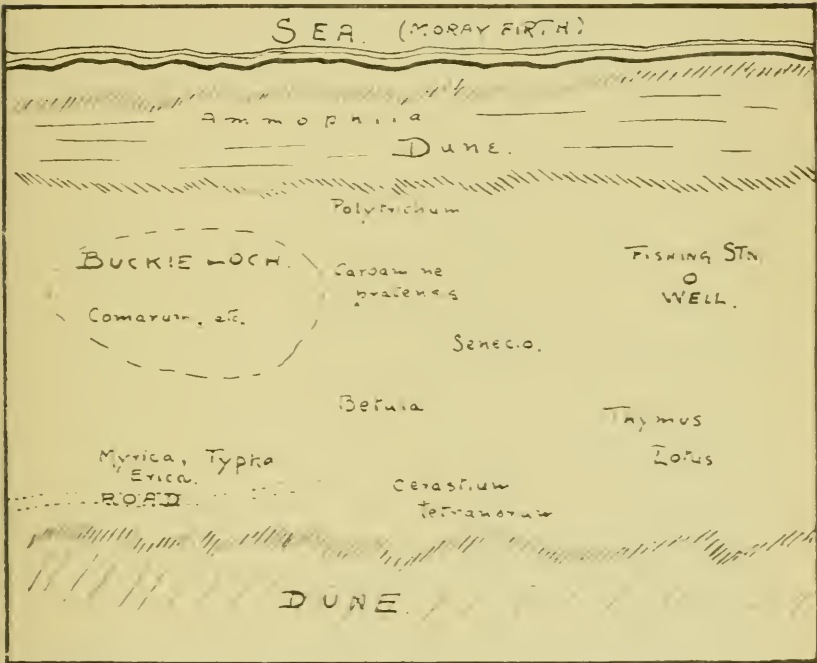 SEA. (MORAY FIRTH)
Ammophila
DUNE.
Polytrichum
BUCKIE LOCH.
Cardamine
pratensis
FISHING STN.
O
WELL.
Comarum, etc.
Senecio.
Betula
Thymus
Lotus
Myrica, Typha
Erica.
ROAD
Cerastium
tetrandrum
DUNE.